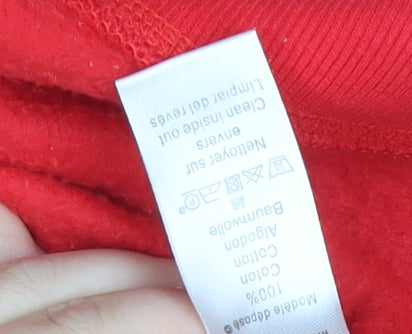 Modèle déposé
100%
Coton
Cotton
Algodon
Baumwolle
Nettoyer sur
envers
Clean inside out
Limpiar del revés